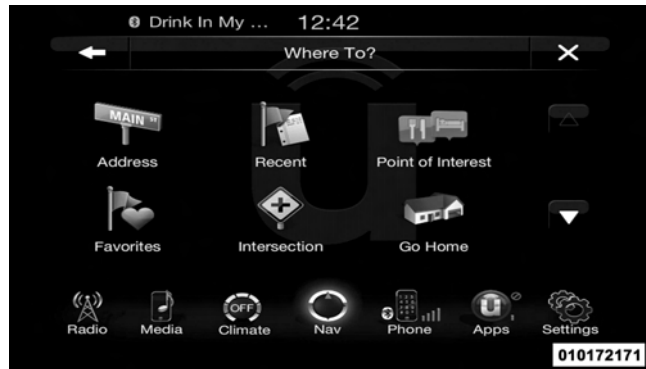 Drink In My ... 12:42
Where To?
MAIN ST
Address Recent Point of Interest
Favorites Intersection Go Home
OFF
Radio Media Climate Nav Phone Apps Settings
010172171